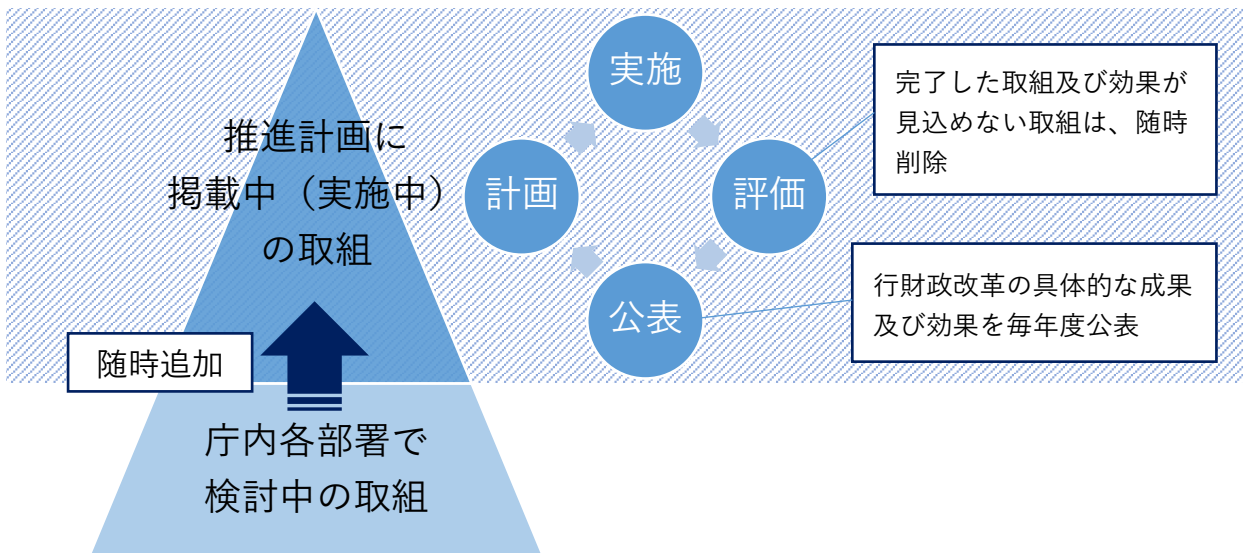 推進計画に
掲載中（実施中）
の取組
随時追加
庁内各部署で
検討中の取組
実施
計画
評価
公表
完了した取組及び効果が
見込めない取組は、随時
削除
行財政改革の具体的な成果
及び効果を毎年度公表